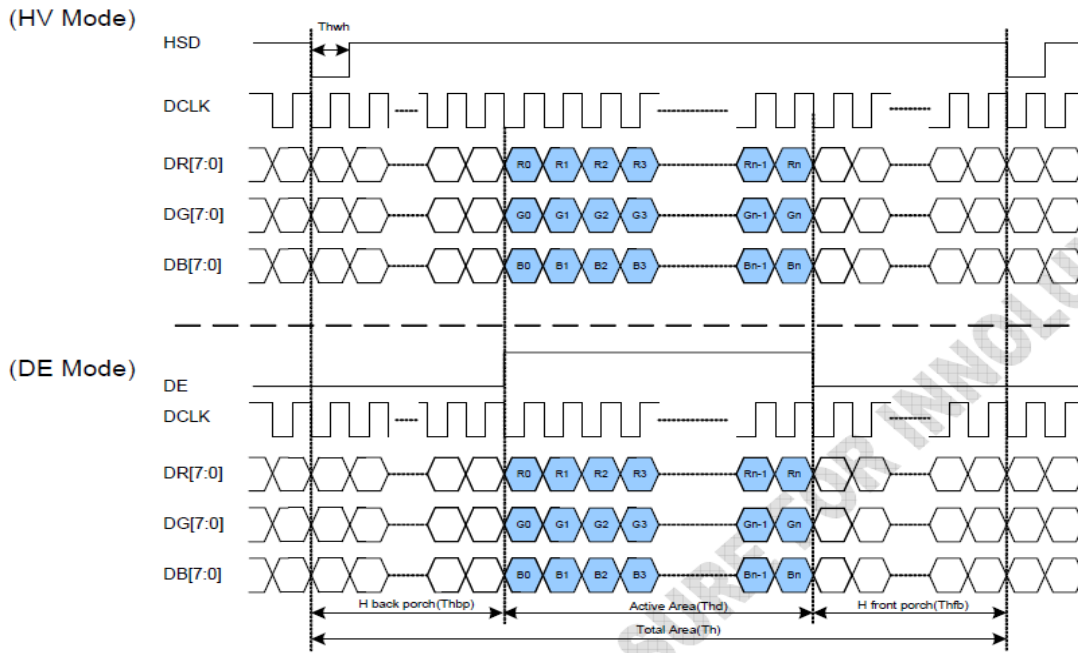 (HV Mode)
Thwh
HSD
DCLK
DR[7:0] R0 R1 R2 R3 Rn-1 Rn
DG[7:0] G0 G1 G2 G3 Gn-1 Gn
DB[7:0] B0 B1 B2 B3 Bn-1 Bn
(DE Mode)
DE
DCLK
DR[7:0] R0 R1 R2 R3 Rn-1 Rn
DG[7:0] G0 G1 G2 G3 Gn-1 Gn
DB[7:0] B0 B1 B2 B3 Bn-1 Bn
H back porch(Thbp) Active Area(Thd) H front porch(Thfb)
Total Area(Th)
SURE FOR INNOLU